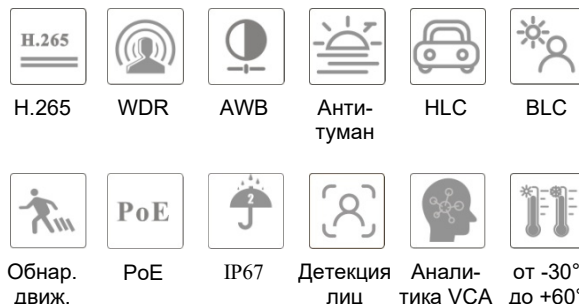 H.265
H.265 WDR AWB Анти- HLC BLC
туман
PoE 2
Обнар. PoE IP67 Детекция Анали- от -30°
движ. лиц тика VCA до +60°